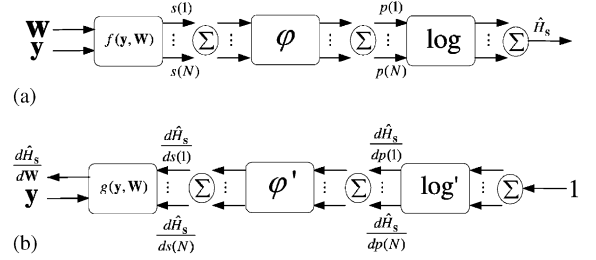 W
y
f(y, W)
s(1)
⋮
s(N)
Σ
⋮
φ
⋮
Σ
p(1)
⋮
p(N)
log
⋮
Σ
Ĥₛ
(a)
dĤₛ/dW
y
g(y, W)
dĤₛ/ds(1)
⋮
dĤₛ/ds(N)
Σ
⋮
φ'
⋮
Σ
dĤₛ/dp(1)
⋮
dĤₛ/dp(N)
log'
⋮
Σ
1
(b)